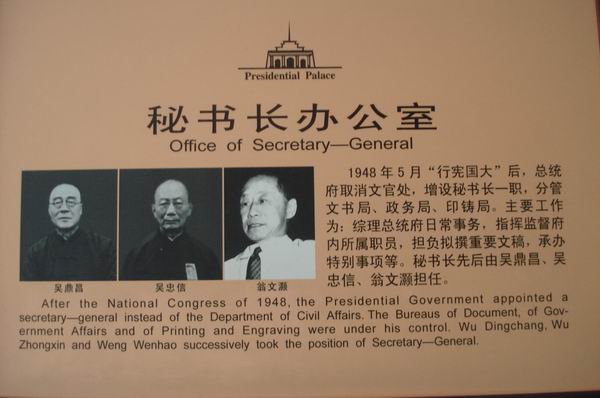 Presidential Palace
秘书长办公室
Office of Secretary—General
1948年5月“行宪国大”后，总统
府取消文官处，增设秘书长一职，分管
文书局、政务局、印铸局。主要工作
为：综理总统府日常事务，指挥监督府
内所属职员，担负拟撰重要文稿，承办
特别事项等。秘书长先后由吴鼎昌、吴
忠信、翁文灏担任。
吴鼎昌
吴忠信
翁文灏
After the National Congress of 1948, the Presidential Government appointed a
secretary—general instead of the Department of Civil Affairs. The Bureaus of Document, of Gov-
ernment Affairs and of Printing and Engraving were under his control. Wu Dingchang, Wu
Zhongxin and Weng Wenhao successively took the position of Secretary—General.